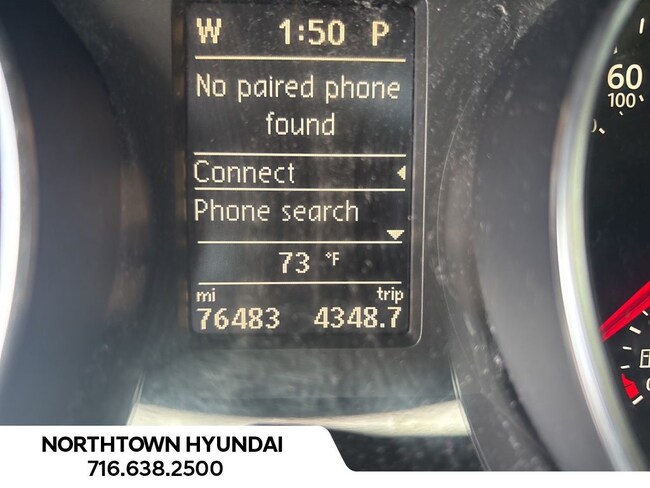 W 1:50 P
No paired phone
found
Connect
Phone search
73 °F
mi trip
76483 4348.7
60
100
NORTHTOWN HYUNDAI
716.638.2500